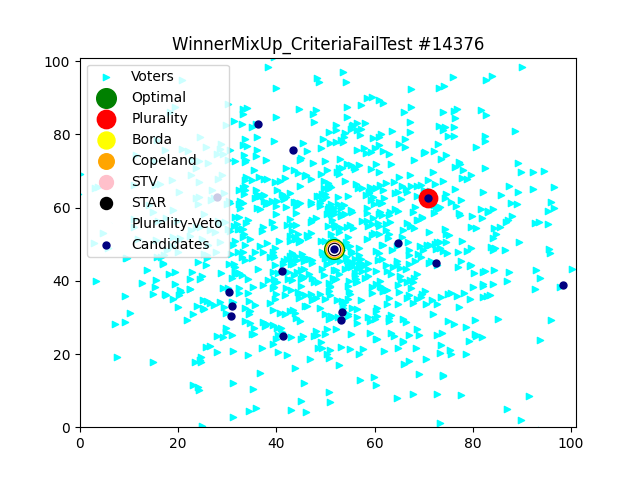 WinnerMixUp_CriteriaFailTest #14376
Voters
Optimal
Plurality
Borda
Copeland
STV
STAR
Plurality-Veto
Candidates
100
80
60
40
20
0
0 20 40 60 80 100